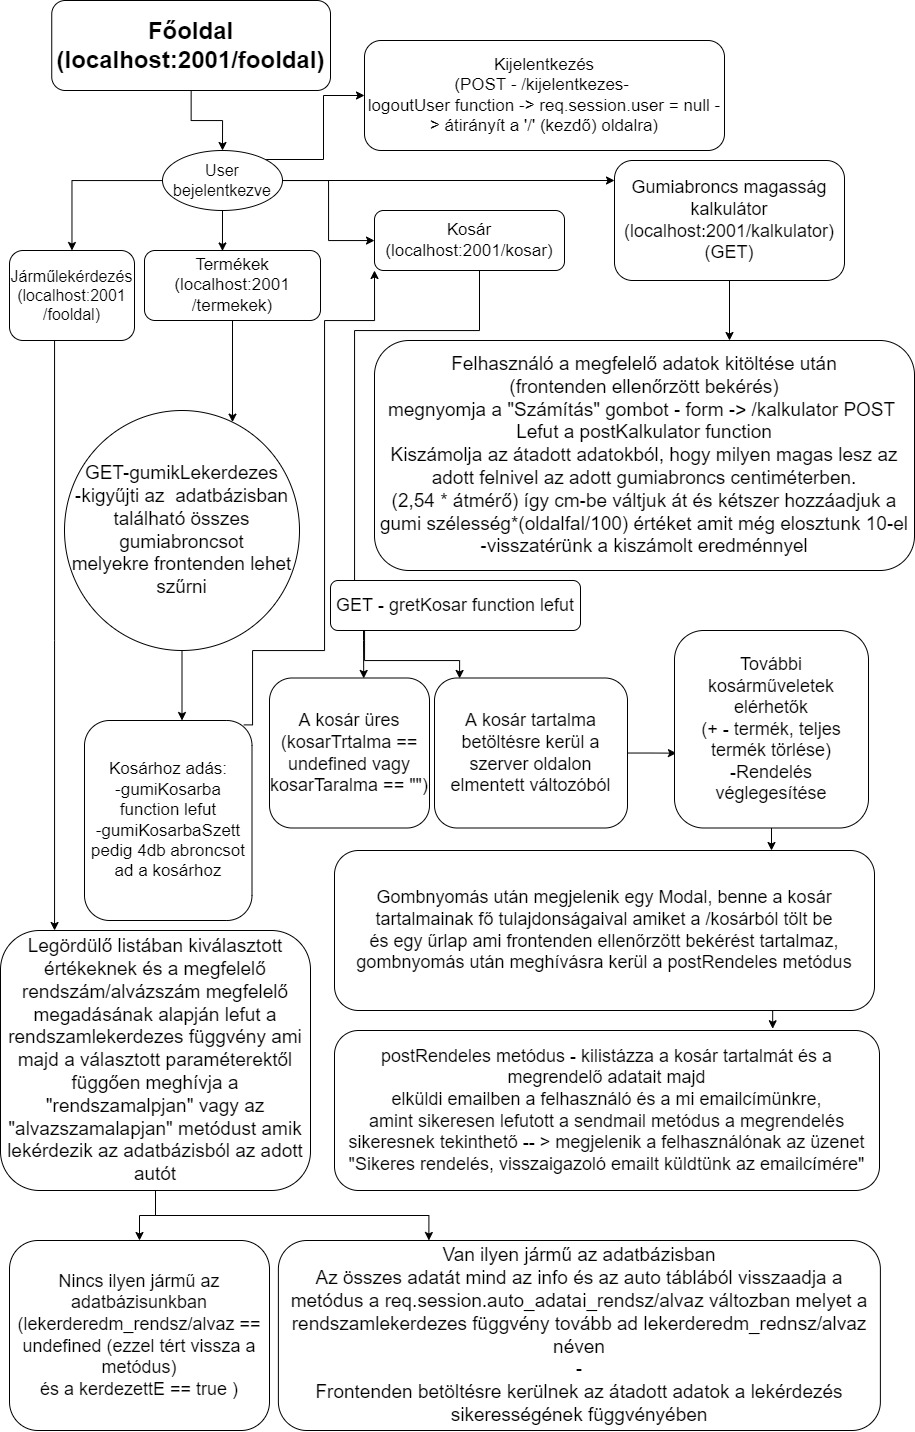 Főoldal
(localhost:2001/fooldal)
Kijelentkezés
(POST - /kijelentkezes-
logoutUser function -> req.session.user = null -
> átirányít a '/' (kezdő) oldalra)
User
bejelentkezve
Gumiabroncs magasság
kalkulátor
(localhost:2001/kalkulator)
(GET)
Kosár
(localhost:2001/kosar)
Járműlekérdezés
(localhost:2001
/fooldal)
Termékek
(localhost:2001
/termekek)
Felhasználó a megfelelő adatok kitöltése után
(frontenden ellenőrzött bekérés)
megnyomja a "Számítás" gombot - form -> /kalkulator POST
Lefut a postKalkulator function
Kiszámolja az átadott adatokból, hogy milyen magas lesz az
adott felnivel az adott gumiabroncs centiméterben.
(2,54 * átmérő) így cm-be váltjuk át és kétszer hozzáadjuk a
gumi szélesség*(oldalfal/100) értéket amit még elosztunk 10-el
-visszatérünk a kiszámolt eredménnyel
GET-gumikLekerdezes
-kigyűjti az adatbázisban
található összes
gumiabroncsot
melyekre frontenden lehet
szűrni
GET - gretKosar function lefut
A kosár üres
(kosarTrtalma ==
undefined vagy
kosarTaralma == "")
A kosár tartalma
betöltésre kerül a
szerver oldalon
elmentett változóból
További
kosárműveletek
elérhetők
(+ - termék, teljes
termék törlése)
-Rendelés
véglegesítése
Kosárhoz adás:
-gumiKosarba
function lefut
-gumiKosarbaSzett
pedig 4db abroncsot
ad a kosárhoz
Gombnyomás után megjelenik egy Modal, benne a kosár
tartalmainak fő tulajdonságaival amiket a /kosárból tölt be
és egy űrlap ami frontenden ellenőrzött bekérést tartalmaz,
gombnyomás után meghívásra kerül a postRendeles metódus
Legördülő listában kiválasztott
értékeknek és a megfelelő
rendszám/alvázszám megfelelő
megadásának alapján lefut a
rendszamlekerdezes függvény ami
majd a választott paraméterektől
függően meghívja a
"rendszamalpjan" vagy az
"alvazszamalapjan" metódust amik
lekérdezik az adatbázisból az adott
autót
postRendeles metódus - kilistázza a kosár tartalmát és a
megrendelő adatait majd
elküldi emailben a felhasználó és a mi emailcímünkre,
amint sikeresen lefutott a sendmail metódus a megrendelés
sikeresnek tekinthető -- > megjelenik a felhasználónak az üzenet
"Sikeres rendelés, visszaigazoló emailt küldtünk az emailcímére"
Nincs ilyen jármű az
adatbázisunkban
(lekerderedm_rendsz/alvaz ==
undefined (ezzel tért vissza a
metódus)
és a kerdezettE == true )
Van ilyen jármű az adatbázisban
Az összes adatát mind az info és az auto táblából visszaadja a
metódus a req.session.auto_adatai_rendsz/alvaz változban melyet a
rendszamlekerdezes függvény tovább ad lekerderedm_rednsz/alvaz
néven
-
Frontenden betöltésre kerülnek az átadott adatok a lekérdezés
sikerességének függvényében